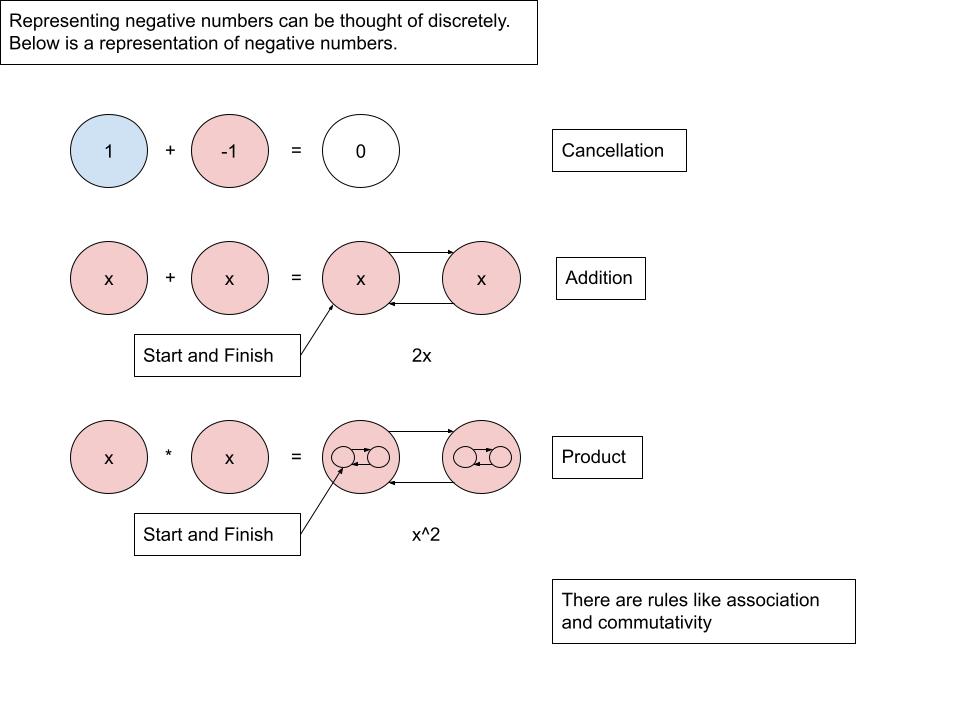 Representing negative numbers can be thought of discretely.
Below is a representation of negative numbers.
1 + -1 = 0
Cancellation
x + x = x x
Addition
Start and Finish
2x
x * x =
Product
Start and Finish
x^2
There are rules like association
and commutativity